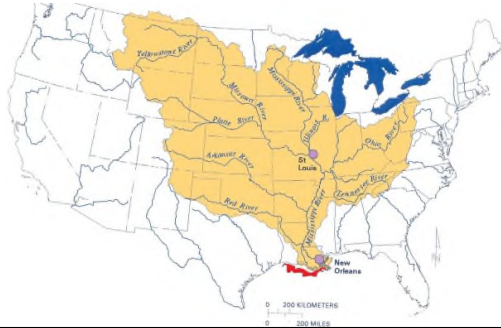 Yellowstone River
Missouri River
Mississippi River
Platte River
Illinois R.
Ohio River
St
Louis
Arkansas River
Tennessee River
Red River
Mississippi River
New
Orleans
0 200 KILOMETERS
0 200 MILES